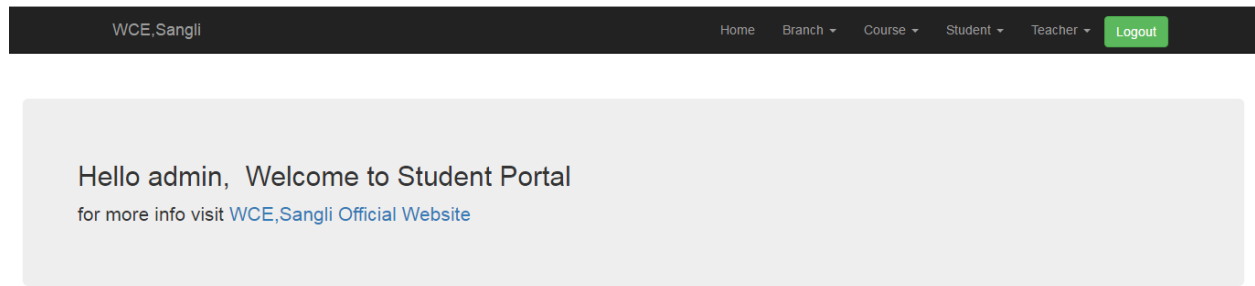 WCE,Sangli Home Branch Course Student Teacher Logout
Hello admin, Welcome to Student Portal
for more info visit WCE,Sangli Official Website